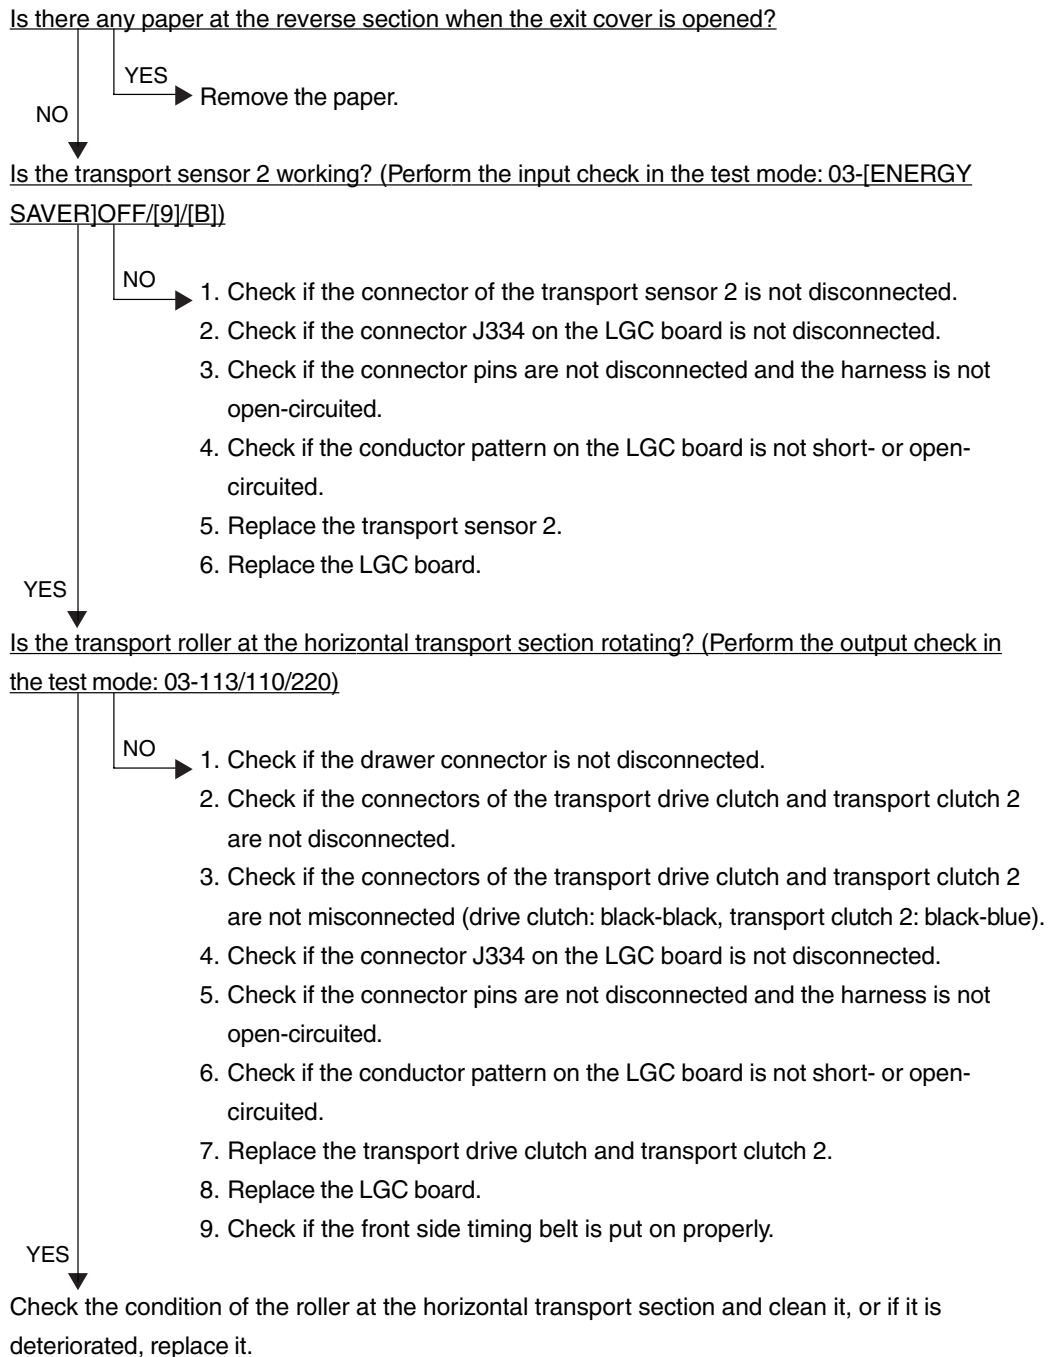 Is there any paper at the reverse section when the exit cover is opened?
YES
Remove the paper.
NO
Is the transport sensor 2 working? (Perform the input check in the test mode: 03-[ENERGY
SAVER]OFF/[9]/[B])
NO
1. Check if the connector of the transport sensor 2 is not disconnected.
2. Check if the connector J334 on the LGC board is not disconnected.
3. Check if the connector pins are not disconnected and the harness is not
open-circuited.
4. Check if the conductor pattern on the LGC board is not short- or open-
circuited.
5. Replace the transport sensor 2.
6. Replace the LGC board.
YES
Is the transport roller at the horizontal transport section rotating? (Perform the output check in
the test mode: 03-113/110/220)
NO
1. Check if the drawer connector is not disconnected.
2. Check if the connectors of the transport drive clutch and transport clutch 2
are not disconnected.
3. Check if the connectors of the transport drive clutch and transport clutch 2
are not misconnected (drive clutch: black-black, transport clutch 2: black-blue).
4. Check if the connector J334 on the LGC board is not disconnected.
5. Check if the connector pins are not disconnected and the harness is not
open-circuited.
6. Check if the conductor pattern on the LGC board is not short- or open-
circuited.
7. Replace the transport drive clutch and transport clutch 2.
8. Replace the LGC board.
9. Check if the front side timing belt is put on properly.
YES
Check the condition of the roller at the horizontal transport section and clean it, or if it is
deteriorated, replace it.